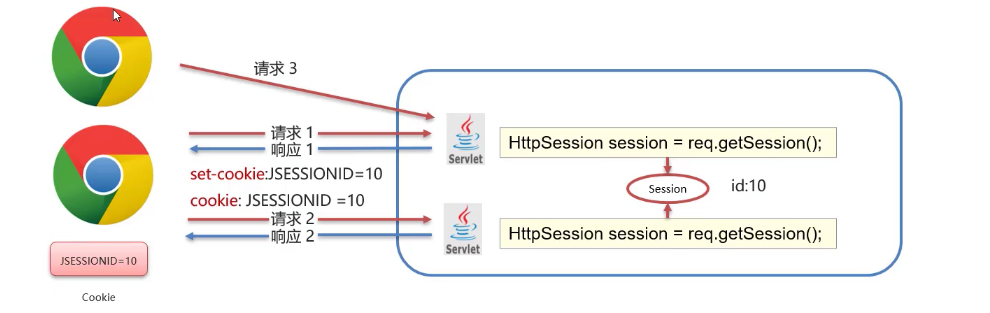 请求 3
请求 1
响应 1
set-cookie:JSESSIONID=10
cookie: JSESSIONID =10
请求 2
响应 2
JSESSIONID=10
Cookie
Servlet
HttpSession session = req.getSession();
Session
id:10
Servlet
HttpSession session = req.getSession();